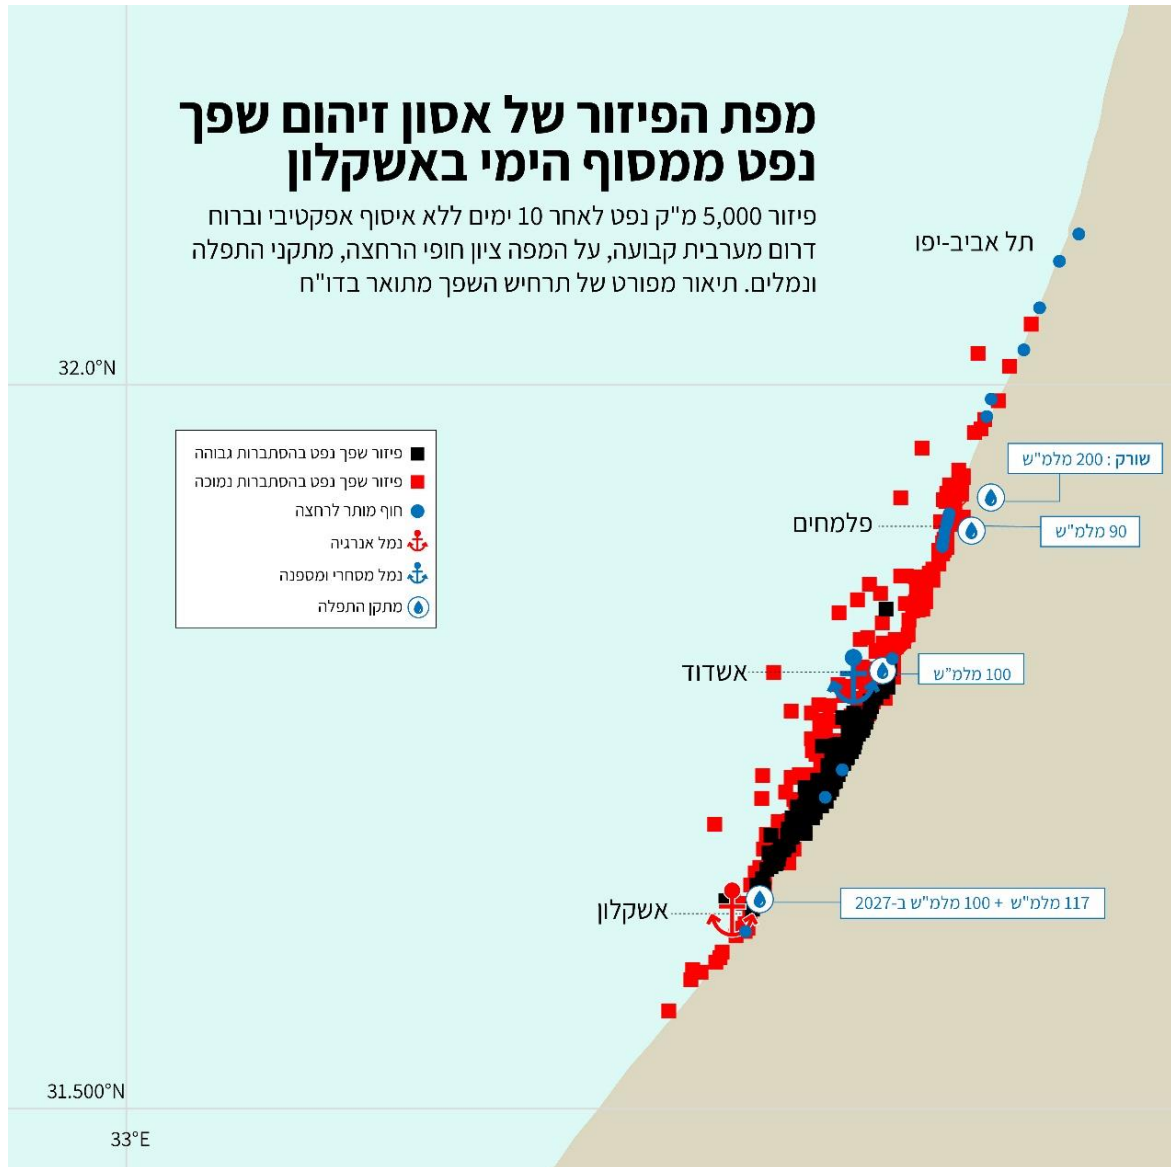 מפת הפיזור של אסון זיהום שפך
נפט ממסוף הימי באשקלון
פיזור 5,000 מ"ק נפט לאחר 10 ימים ללא איסוף אפקטיבי וברוח
דרום מערבית קבועה, על המפה ציון חופי הרחצה, מתקני התפלה
ונמלים. תיאור מפורט של תרחיש השפך מתואר בדו"ח
תל אביב-יפו
32.0°N
פיזור שפך נפט בהסתברות גבוהה
פיזור שפך נפט בהסתברות נמוכה
חוף מותר לרחצה
נמל אנרגיה
נמל מסחרי ומספנה
מתקן התפלה
שורק : 200 מלמ"ש
פלמחים
90 מלמ"ש
אשדוד
100 מלמ"ש
אשקלון
117 מלמ"ש + 100 מלמ"ש ב-2027
31.500°N
33°E